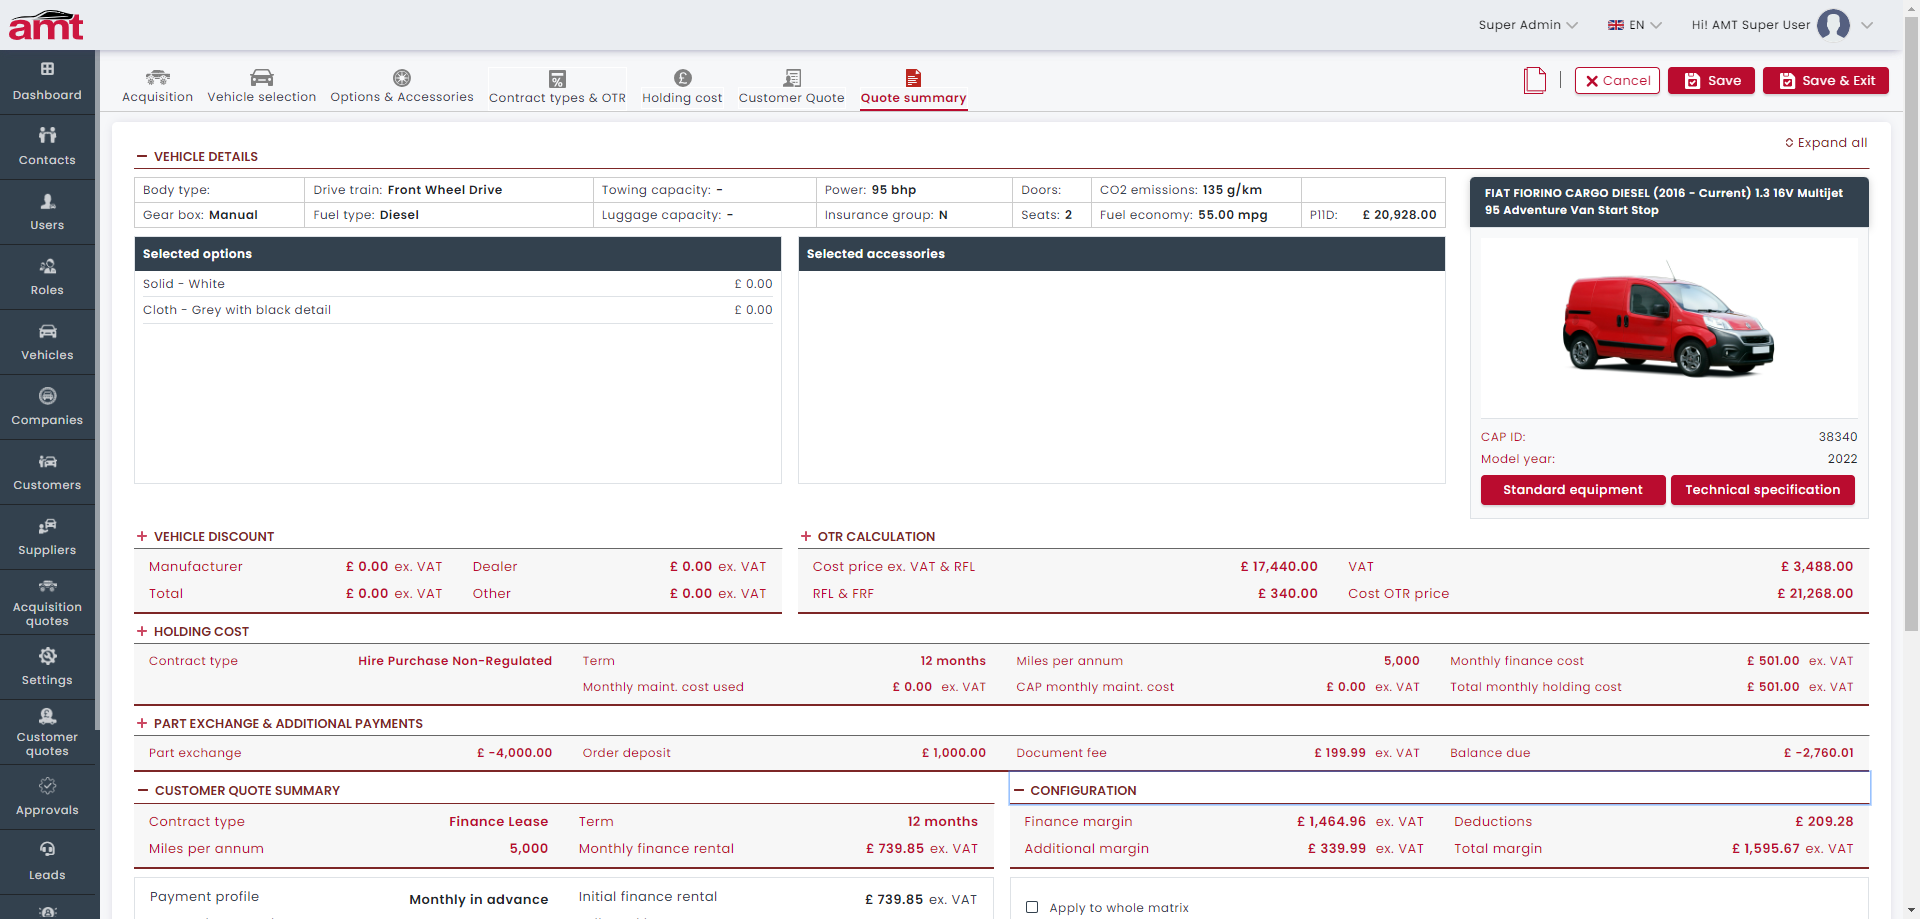 amt
Super Admin
EN
Hi! AMT Super User
Dashboard
Contacts
Users
Roles
Vehicles
Companies
Customers
Suppliers
Acquisition
quotes
Settings
Customer
quotes
Approvals
Leads
Acquisition
Vehicle selection
Options & Accessories
Contract types & OTR
Holding cost
Customer Quote
Quote summary
Cancel
Save
Save & Exit
Expand all
VEHICLE DETAILS
Body type:
Drive train: Front Wheel Drive
Towing capacity: -
Power: 95 bhp
Doors:
CO2 emissions: 135 g/km
Gear box: Manual
Fuel type: Diesel
Luggage capacity: -
Insurance group: N
Seats: 2
Fuel economy: 55.00 mpg
P11D: £ 20,928.00
Selected options
Solid - White £ 0.00
Cloth - Grey with black detail £ 0.00
Selected accessories
FIAT FIORINO CARGO DIESEL (2016 - Current) 1.3 16V Multijet
95 Adventure Van Start Stop
CAP ID: 38340
Model year: 2022
Standard equipment
Technical specification
VEHICLE DISCOUNT
Manufacturer £ 0.00 ex. VAT Dealer £ 0.00 ex. VAT
Total £ 0.00 ex. VAT Other £ 0.00 ex. VAT
OTR CALCULATION
Cost price ex. VAT & RFL £ 17,440.00 VAT £ 3,488.00
RFL & FRF £ 340.00 Cost OTR price £ 21,268.00
HOLDING COST
Contract type Hire Purchase Non-Regulated Term 12 months Miles per annum 5,000 Monthly finance cost £ 501.00 ex. VAT
Monthly maint. cost used £ 0.00 ex. VAT CAP monthly maint. cost £ 0.00 ex. VAT Total monthly holding cost £ 501.00 ex. VAT
PART EXCHANGE & ADDITIONAL PAYMENTS
Part exchange £ -4,000.00 Order deposit £ 1,000.00 Document fee £ 199.99 ex. VAT Balance due £ -2,760.01
CUSTOMER QUOTE SUMMARY
Contract type Finance Lease Term 12 months
Miles per annum 5,000 Monthly finance rental £ 739.85 ex. VAT
Payment profile Monthly in advance Initial finance rental £ 739.85 ex. VAT
CONFIGURATION
Finance margin £ 1,464.96 ex. VAT Deductions £ 209.28
Additional margin £ 339.99 ex. VAT Total margin £ 1,595.67 ex. VAT
Apply to whole matrix